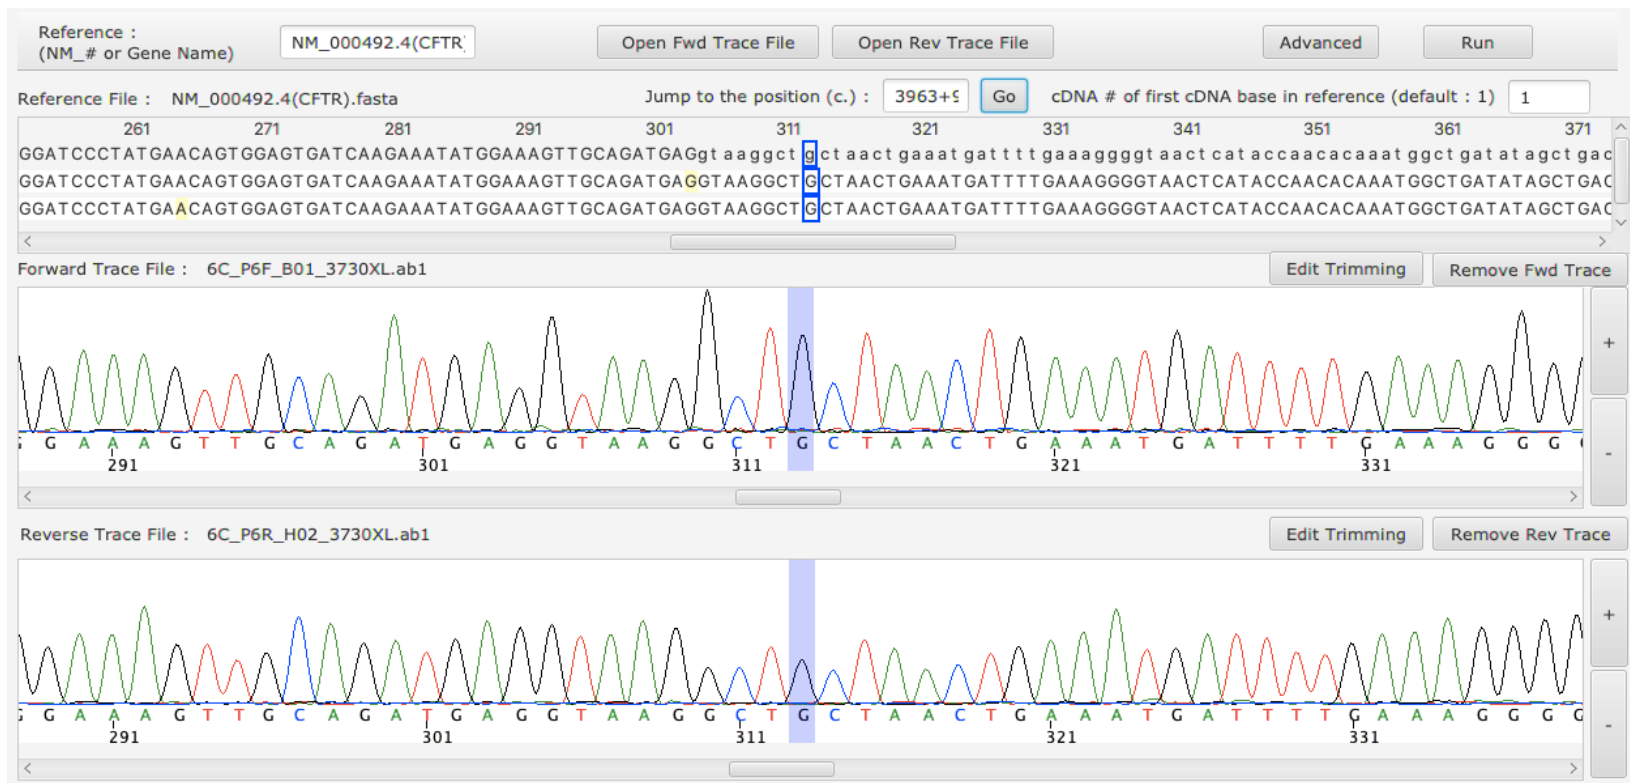 Reference :
(NM_# or Gene Name) NM_000492.4(CFTR) Open Fwd Trace File Open Rev Trace File Advanced Run
Reference File : NM_000492.4(CFTR).fasta Jump to the position (c.) : 3963+9 Go cDNA # of first cDNA base in reference (default : 1) 1
261 271 281 291 301 311 321 331 341 351 361 371
GGATCCCTATGAACAGTGGAGTGATCAAGAAATATGGAAAGTTGCAGATGAGgtaaggctgctaactgaaatgattttgaaaggggtaactcataccaacacaaatggctgatatagctgac
GGATCCCTATGAACAGTGGAGTGATCAAGAAATATGGAAAGTTGCAGATGAGGTAAGGCTGCTAACTGAAATGATTTTGAAAGGGGTAACTCATACCAACACAAATGGCTGATATAGCTGAC
GGATCCCTATGAACAGTGGAGTGATCAAGAAATATGGAAAGTTGCAGATGAGGTAAGGCTGCTAACTGAAATGATTTTGAAAGGGGTAACTCATACCAACACAAATGGCTGATATAGCTGAC
Forward Trace File : 6C_P6F_B01_3730XL.ab1 Edit Trimming Remove Fwd Trace
+
-
G A A A G T T G C A G A T G A G G T A A G G C T G C T A A C T G A A A T G A T T T T G A A A G G G
291 301 311 321 331
Reverse Trace File : 6C_P6R_H02_3730XL.ab1 Edit Trimming Remove Rev Trace
+
-
G A A A G T T G C A G A T G A G G T A A G G C T G C T A A C T G A A A T G A T T T T G A A A G G G G
291 301 311 321 331